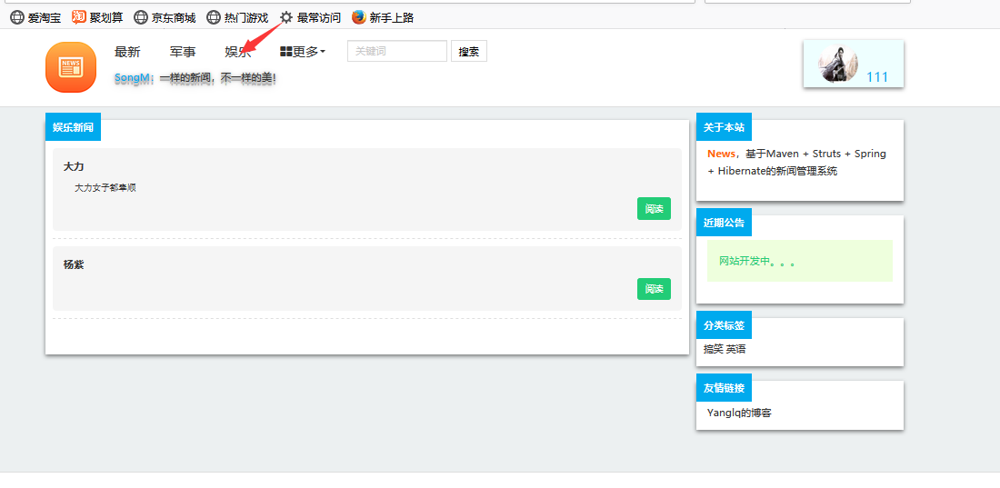 爱淘宝 淘 聚划算 京东商城 热门游戏 最常访问 新手上路
NEWS
最新 军事 娱乐 更多 关键词 搜索
SongM：一样的新闻，不一样的美!
111
娱乐新闻
大力
大力女子都孝顺
阅读
杨紫
阅读
关于本站
News，基于Maven + Struts + Spring
+ Hibernate的新闻管理系统
近期公告
网站开发中。。。
分类标签
搞笑 英语
友情链接
Yanglq的博客